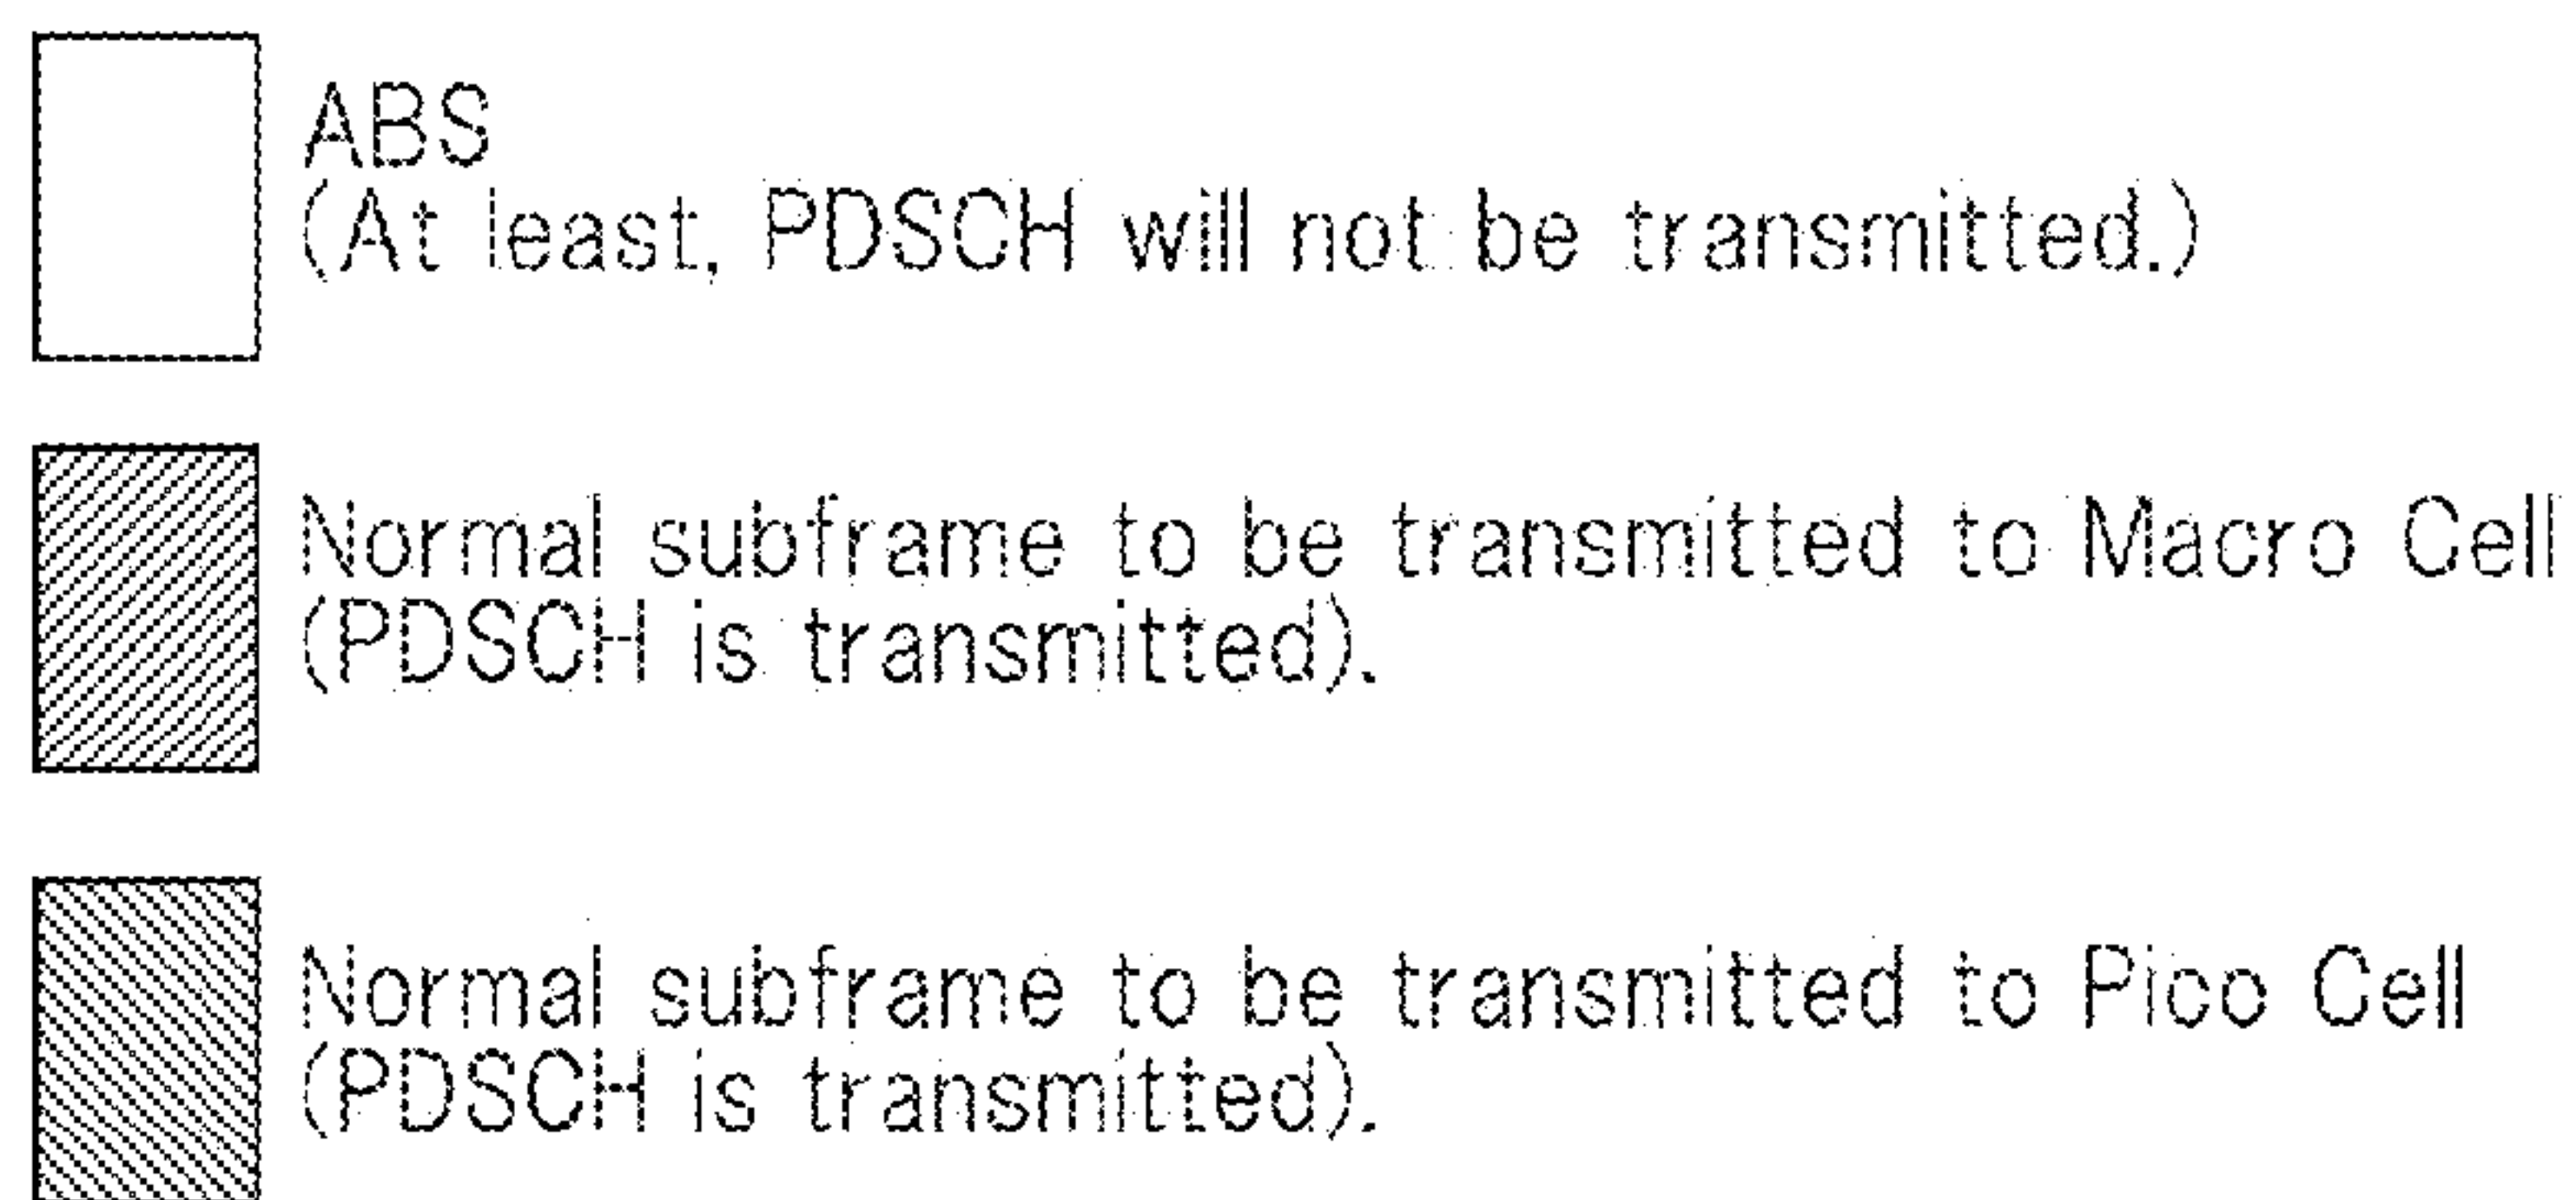 ABS
(At least, PDSCH will not be transmitted.)
Normal subframe to be transmitted to Macro Cell
(PDSCH is transmitted).
Normal subframe to be transmitted to Pico Cell
(PDSCH is transmitted).